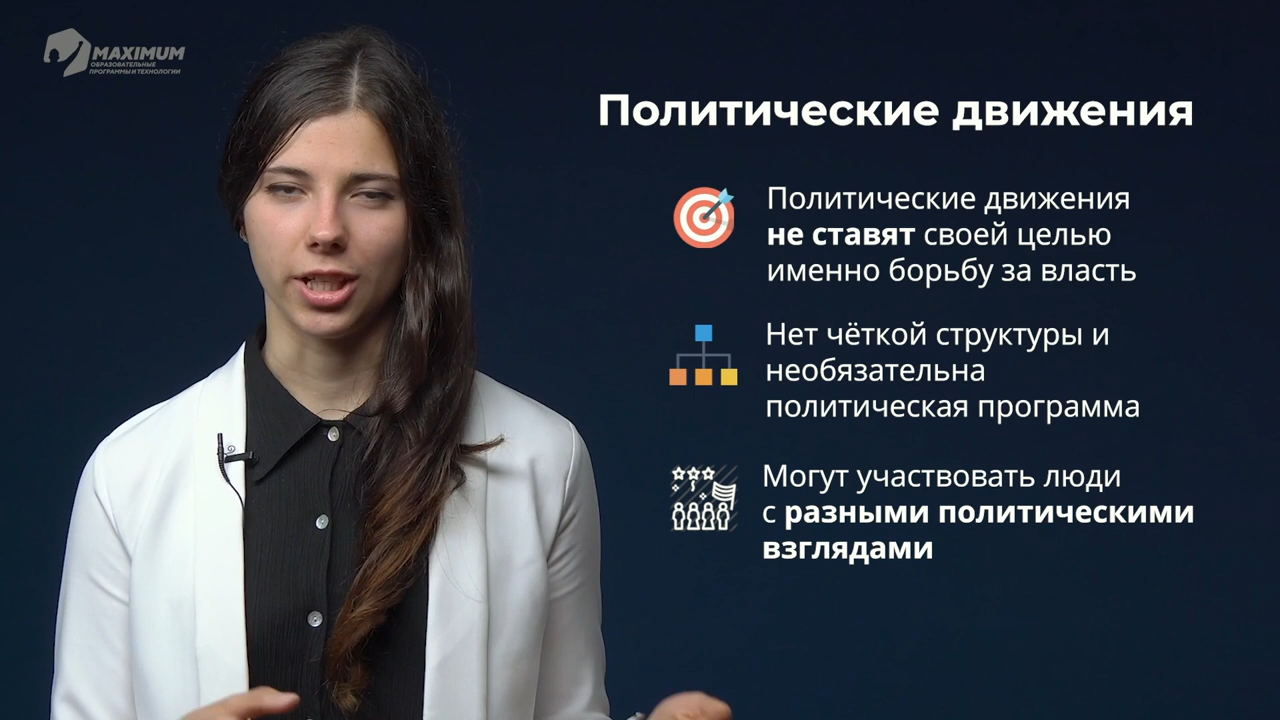 MAXIMUM
ОБРАЗОВАТЕЛЬНЫЕ
ПРОГРАММЫ И ТЕХНОЛОГИИ
Политические движения
Политические движения
не ставят своей целью
именно борьбу за власть
Нет чёткой структуры и
необязательна
политическая программа
Могут участвовать люди
с разными политическими
взглядами